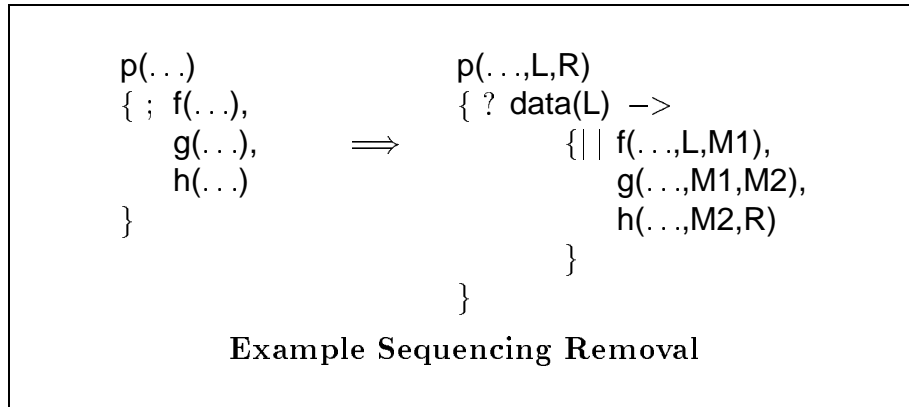 p(...) p(...,L,R)
{ ; f(...), { ? data(L) −>
g(...), ⟹ {| | f(...,L,M1),
h(...) g(...,M1,M2),
} h(...,M2,R)
}
}
Example Sequencing Removal